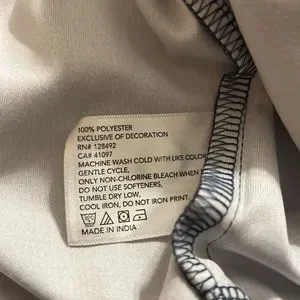 100% POLYESTER
EXCLUSIVE OF DECORATION
RN# 128492
CA# 41097
MACHINE WASH COLD WITH LIKE COLOR
GENTLE CYCLE,
ONLY NON-CHLORINE BLEACH WHEN
DO NOT USE SOFTENERS,
TUMBLE DRY LOW,
COOL IRON, DO NOT IRON PRINT
MADE IN INDIA